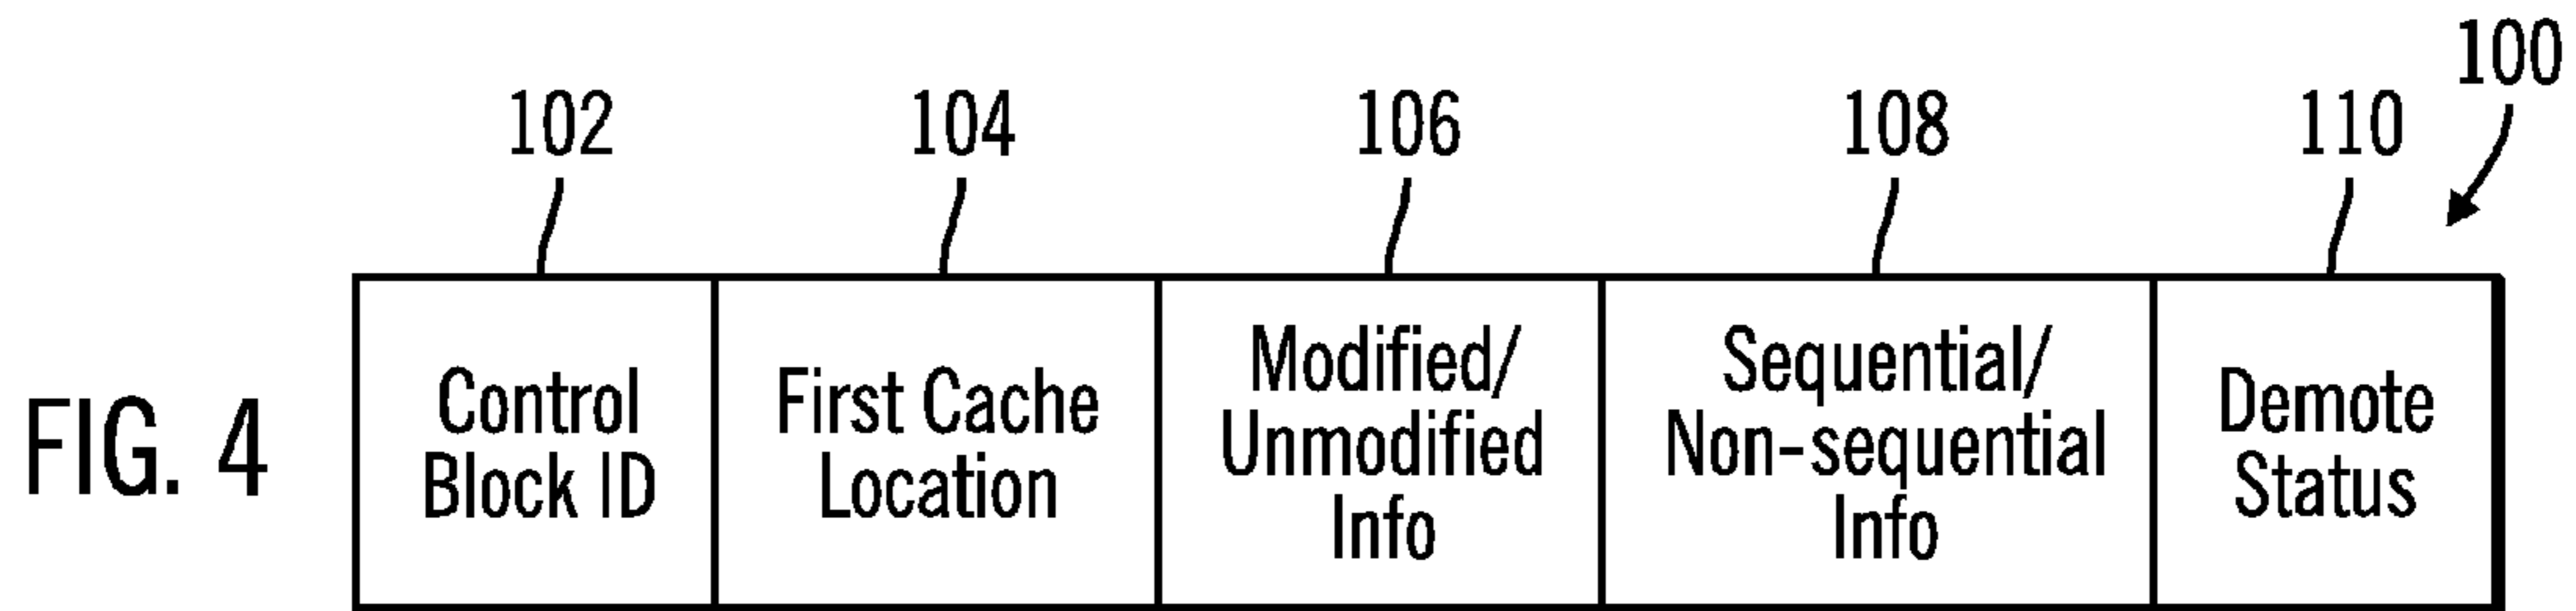 100
102
104
106
108
110
FIG. 4
Control
Block ID
First Cache
Location
Modified/
Unmodified
Info
Sequential/
Non-sequential
Info
Demote
Status